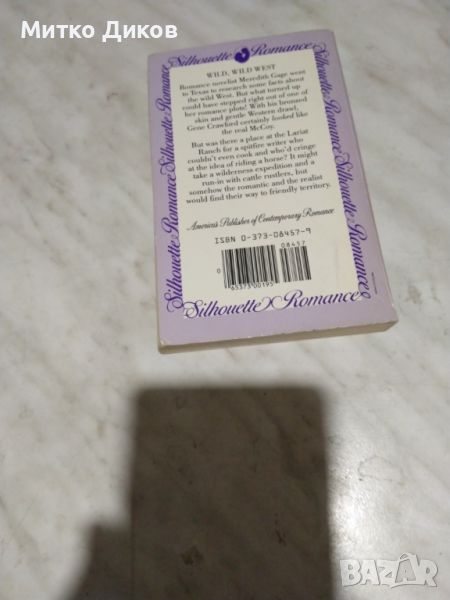 Митко Диков
Silhouette Romance
Silhouette Romance
Silhouette Romance
WILD, WILD WEST
Romance novelist Meredith Gage went
to Texas to research some facts about
the wild West. But what turned up
could have stepped right out of one of
her romance plots! With his bronzed
skin and gentle Western drawl,
Gene Crawford certainly looked like
the real McCoy.
But was there a place at the Lariat
Ranch for a spitfire writer who
couldn't even cook and who'd cringe
at the idea of riding a horse? It might
take a wilderness expedition and a
run-in with cattle rustlers, but
somehow the romantic and the realist
would find their way to friendly territory.
America's Publisher of Contemporary Romance
ISBN 0-373-08457-9
08457
0
65373 00195
Silhouette Romance
BAZAR